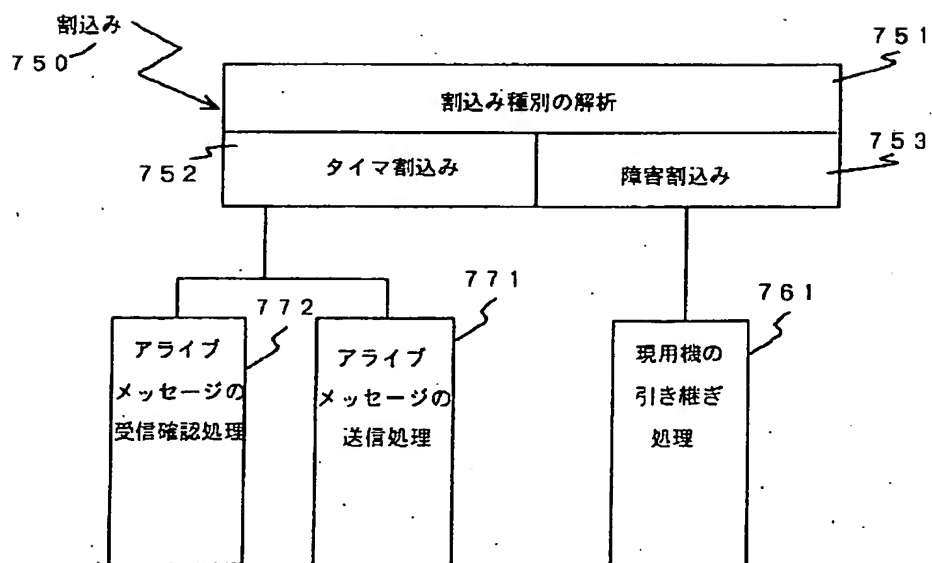 割込み
７５０
７５１
割込み種別の解析
７５２
タイマ割込み
障害割込み
７５３
７７２
アライブ
メッセージの
受信確認処理
７７１
アライブ
メッセージの
送信処理
７６１
現用機の
引き継ぎ
処理